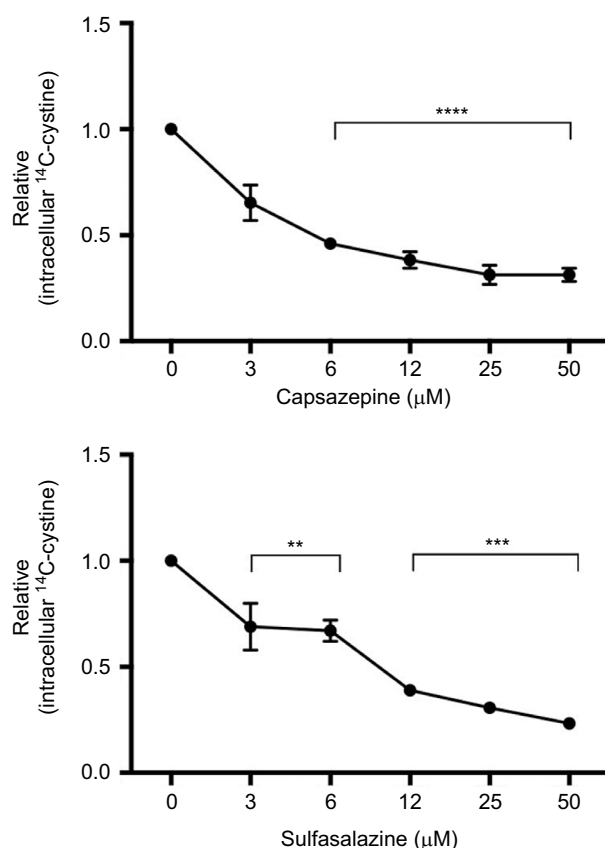 Relative
(intracellular ¹⁴C-cystine)
1.5
1.0
0.5
0.0
****
0 3 6 12 25 50
Capsazepine (μM)
Relative
(intracellular ¹⁴C-cystine)
1.5
1.0
0.5
0.0
** ***
0 3 6 12 25 50
Sulfasalazine (μM)